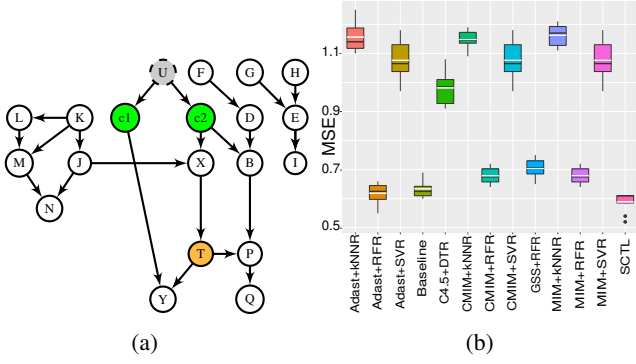 U F G H
L K c1 c2 D E
M J X B I
N
T P
Y Q
(a)
MSE
1.1
0.9
0.7
0.5
Adast+kNNR
Adast+RFR
Adast+SVR
Baseline
C4.5+DTR
CMIM+kNNR
CMIM+RFR
CMIM+SVR
GSS+RFR
MIM+kNNR
MIM+RFR
MIM+SVR
SCTL
(b)